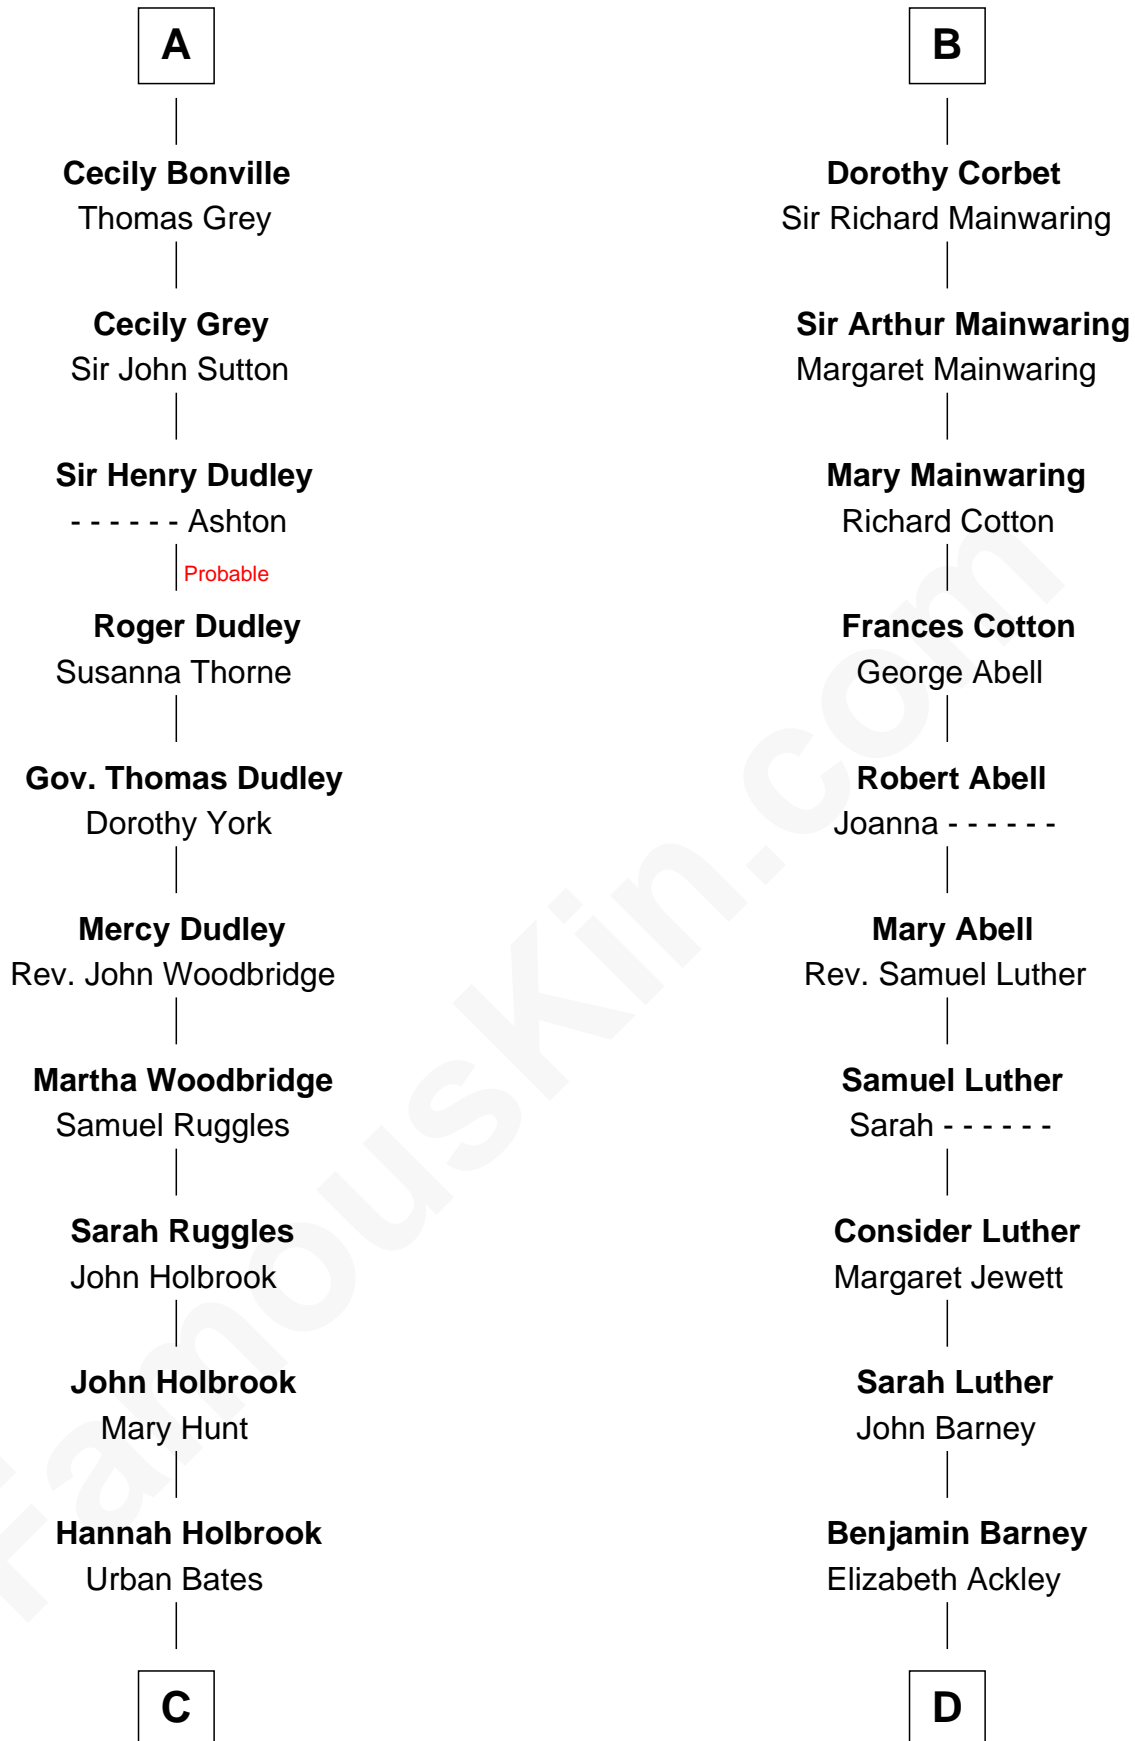 A
Cecily Bonville
Thomas Grey
Cecily Grey
Sir John Sutton
Sir Henry Dudley
- - - - - - Ashton
Probable
Roger Dudley
Susanna Thorne
Gov. Thomas Dudley
Dorothy York
Mercy Dudley
Rev. John Woodbridge
Martha Woodbridge
Samuel Ruggles
Sarah Ruggles
John Holbrook
John Holbrook
Mary Hunt
Hannah Holbrook
Urban Bates
C
B
Dorothy Corbet
Sir Richard Mainwaring
Sir Arthur Mainwaring
Margaret Mainwaring
Mary Mainwaring
Richard Cotton
Frances Cotton
George Abell
Robert Abell
Joanna - - - - - -
Mary Abell
Rev. Samuel Luther
Samuel Luther
Sarah - - - - - -
Consider Luther
Margaret Jewett
Sarah Luther
John Barney
Benjamin Barney
Elizabeth Ackley
D
FamousKin.com